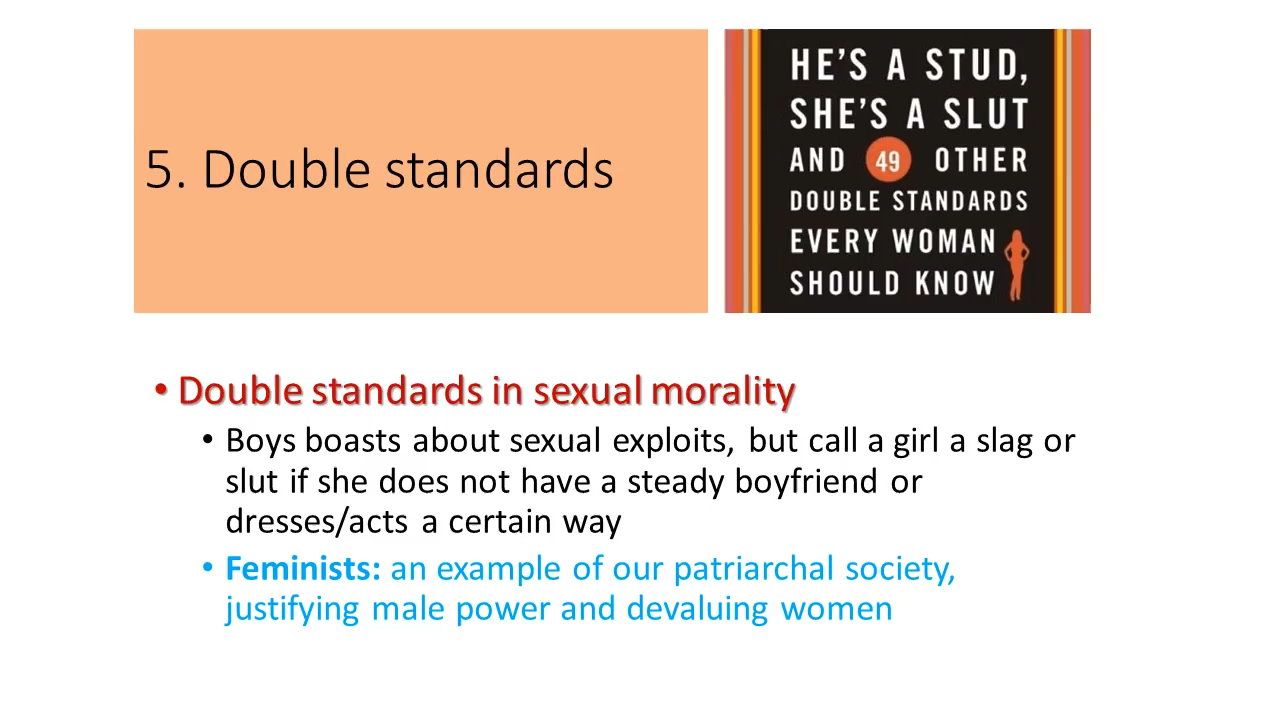 5. Double standards
HE'S A STUD,
SHE'S A SLUT
AND 49 OTHER
DOUBLE STANDARDS
EVERY WOMAN
SHOULD KNOW
• Double standards in sexual morality
• Boys boasts about sexual exploits, but call a girl a slag or
slut if she does not have a steady boyfriend or
dresses/acts a certain way
• Feminists: an example of our patriarchal society,
justifying male power and devaluing women